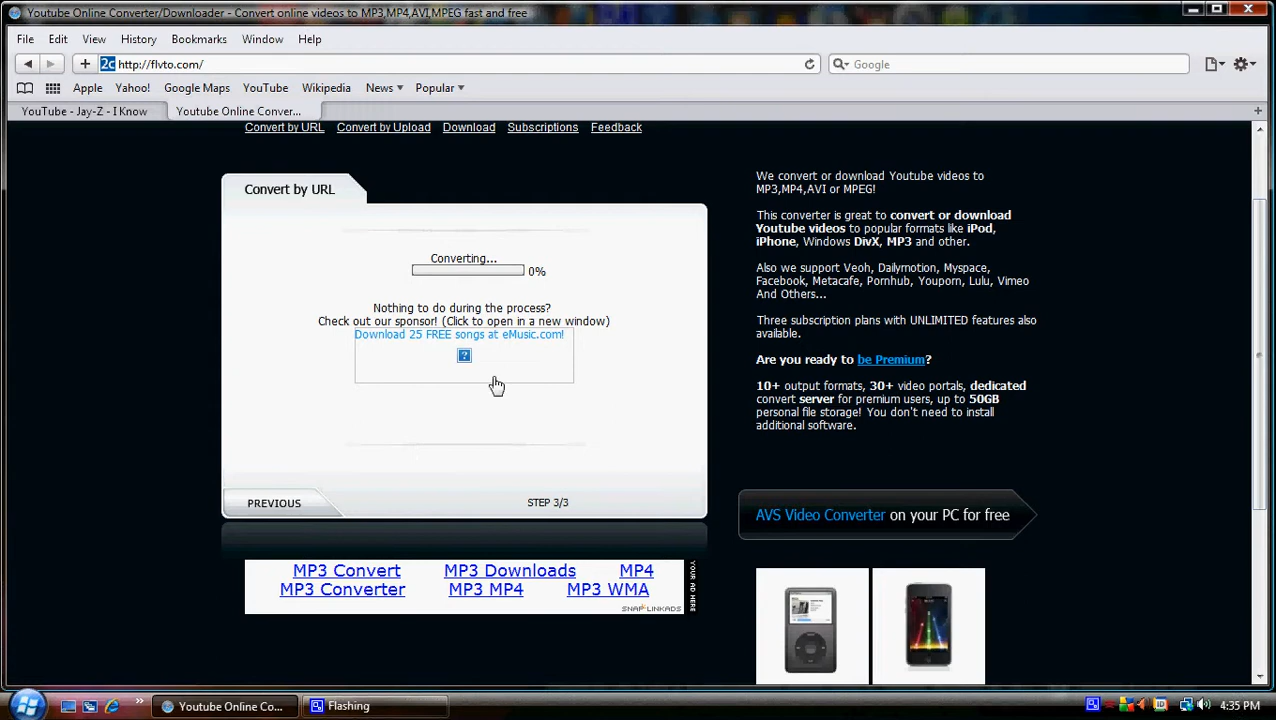 Youtube Online Converter/Downloader - Convert online videos to MP3,MP4,AVI,MPEG fast and free
File Edit View History Bookmarks Window Help
2c http://flvto.com/
Google
Apple Yahoo! Google Maps YouTube Wikipedia News Popular
YouTube - Jay-Z - I Know
Youtube Online Conver...
Convert by URL Convert by Upload Download Subscriptions Feedback
Convert by URL
Converting...
0%
Nothing to do during the process?
Check out our sponsor! (Click to open in a new window)
Download 25 FREE songs at eMusic.com!
?
PREVIOUS
STEP 3/3
MP3 Convert MP3 Downloads MP4
MP3 Converter MP3 MP4 MP3 WMA
YOUR AD HERE
SNAPLINKADS
We convert or download Youtube videos to
MP3,MP4,AVI or MPEG!
This converter is great to convert or download
Youtube videos to popular formats like iPod,
iPhone, Windows DivX, MP3 and other.
Also we support Veoh, Dailymotion, Myspace,
Facebook, Metacafe, Pornhub, Youporn, Lulu, Vimeo
And Others...
Three subscription plans with UNLIMITED features also
available.
Are you ready to be Premium?
10+ output formats, 30+ video portals, dedicated
convert server for premium users, up to 50GB
personal file storage! You don't need to install
additional software.
AVS Video Converter on your PC for free
Youtube Online Co...
Flashing
4:35 PM